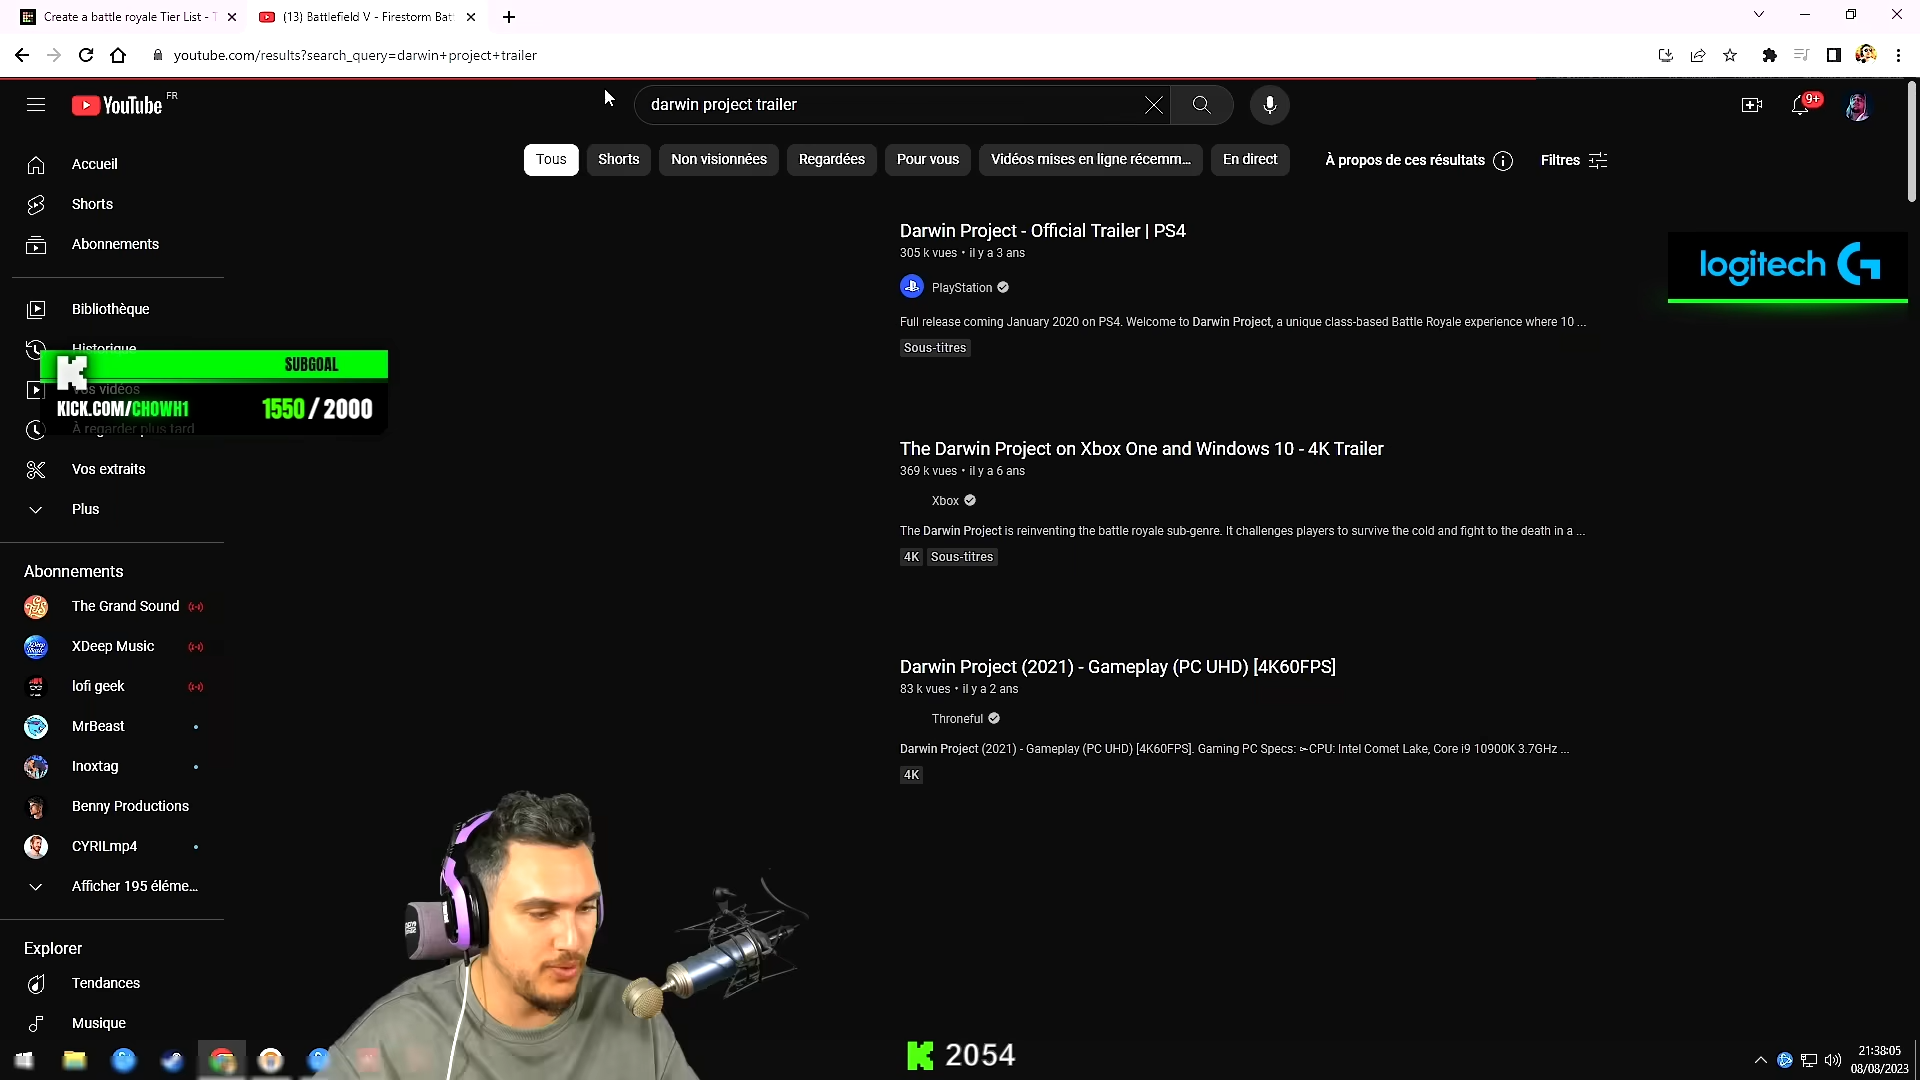 Create a battle royale Tier List - T
(13) Battlefield V - Firestorm Bat
youtube.com/results?search_query=darwin+project+trailer
YouTube FR
darwin project trailer
9+
Tous
Shorts
Non visionnées
Regardées
Pour vous
Vidéos mises en ligne récemm...
En direct
À propos de ces résultats
Filtres
Accueil
Shorts
Abonnements
Bibliothèque
Historique
Vos vidéos
À regarder plus tard
Vos extraits
Plus
SUBGOAL
KICK.COM/CHOWH1
1550 / 2000
Abonnements
The Grand Sound
XDeep Music
lofi geek
MrBeast
Inoxtag
Benny Productions
CYRILmp4
Afficher 195 éléme...
Explorer
Tendances
Musique
Darwin Project - Official Trailer | PS4
305 k vues • il y a 3 ans
PlayStation
Full release coming January 2020 on PS4. Welcome to Darwin Project, a unique class-based Battle Royale experience where 10 ...
Sous-titres
The Darwin Project on Xbox One and Windows 10 - 4K Trailer
369 k vues • il y a 6 ans
Xbox
The Darwin Project is reinventing the battle royale sub-genre. It challenges players to survive the cold and fight to the death in a ...
4K Sous-titres
Darwin Project (2021) - Gameplay (PC UHD) [4K60FPS]
83 k vues • il y a 2 ans
Throneful
Darwin Project (2021) - Gameplay (PC UHD) [4K60FPS]. Gaming PC Specs: ➛CPU: Intel Comet Lake, Core i9 10900K 3.7GHz ...
4K
logitech G
K 2054
21:38:05
08/08/2023